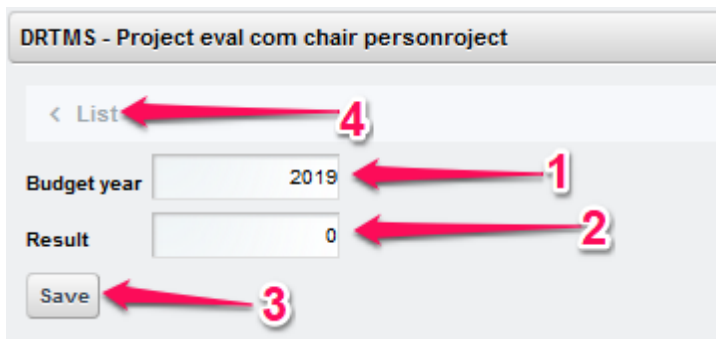 DRTMS - Project eval com chair personroject
< List 4
Budget year 2019 1
Result 0 2
Save 3